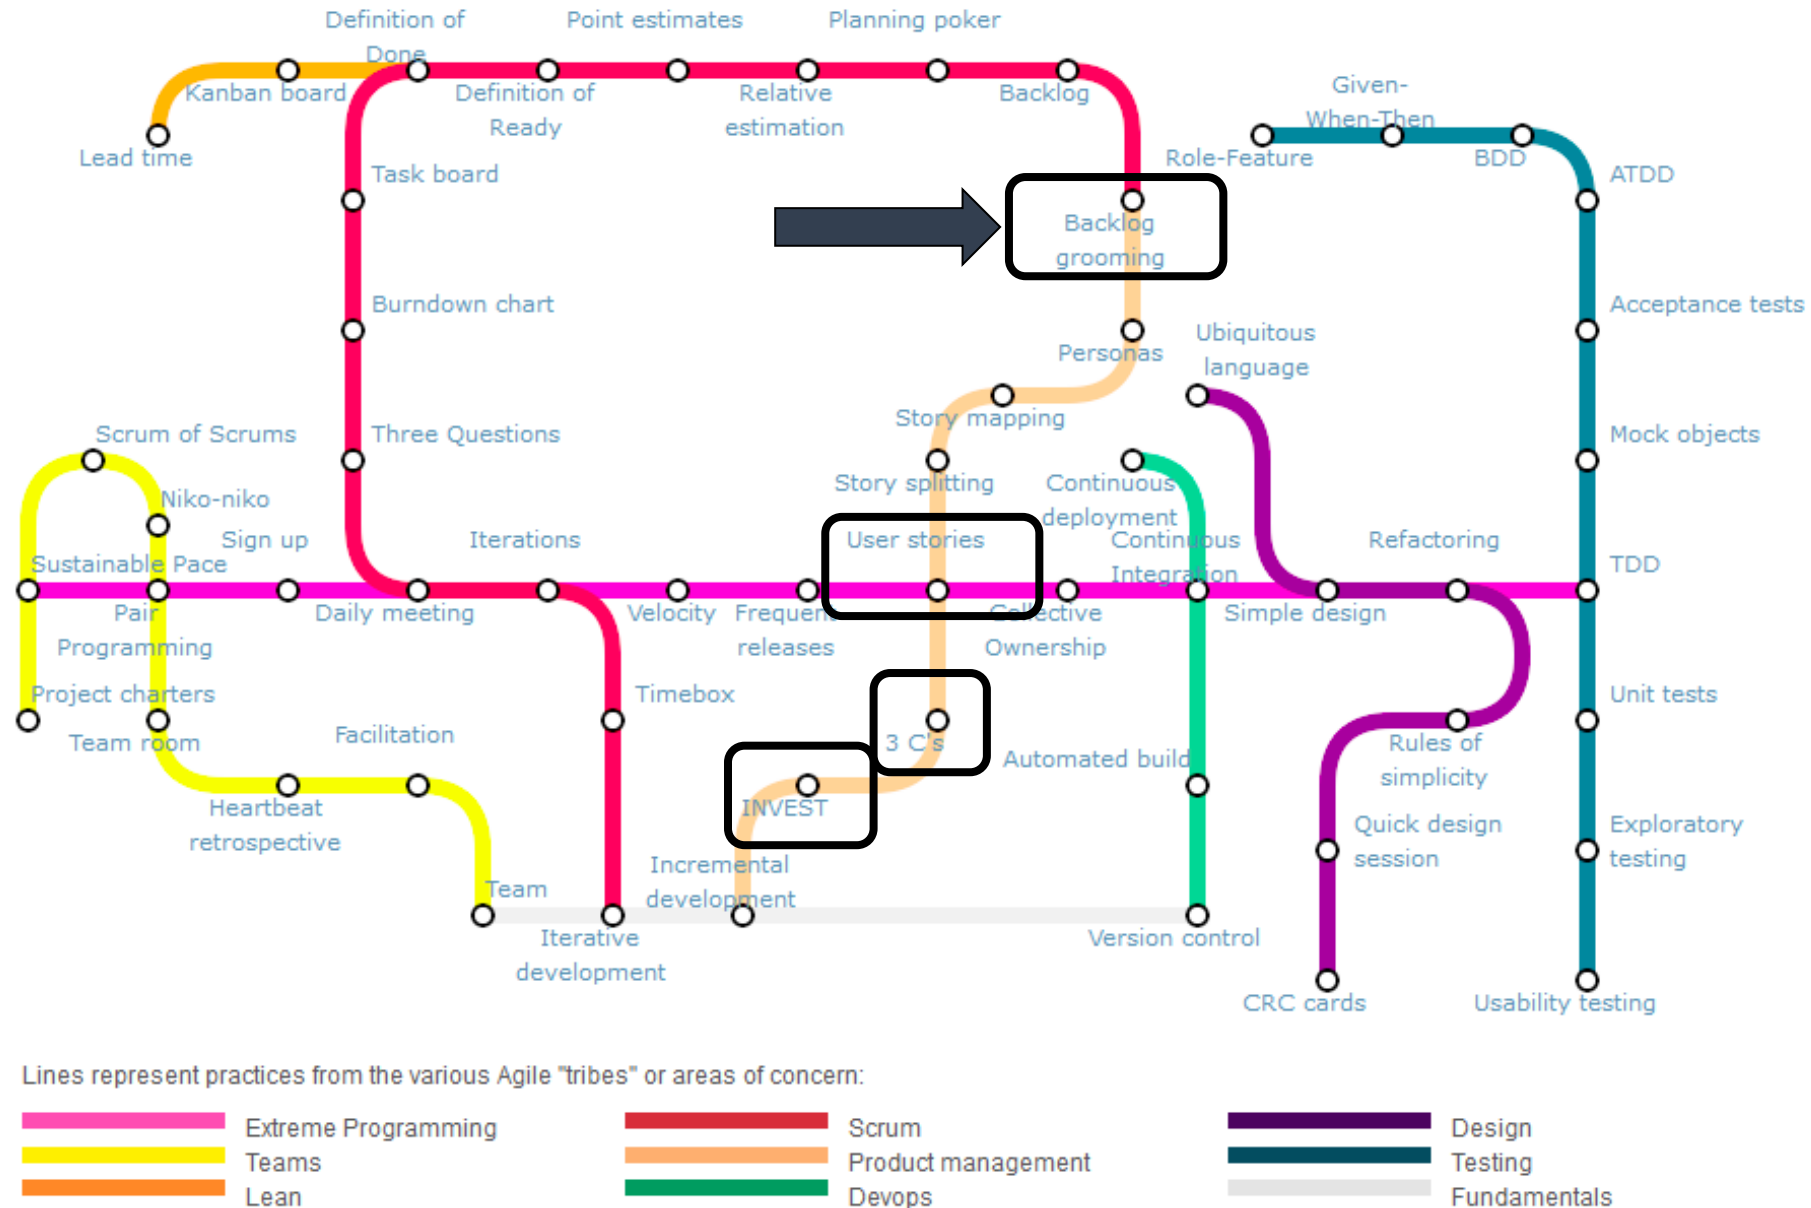 Definition of
Done
Point estimates
Planning poker
Kanban board
Definition of
Ready
Relative
estimation
Backlog
Given-
When-Then
Lead time
Role-Feature
BDD
Task board
ATDD
Backlog
grooming
Burndown chart
Acceptance tests
Ubiquitous
language
Personas
Story mapping
Scrum of Scrums
Three Questions
Mock objects
Niko-niko
Story splitting
Continuous
deployment
Sign up
Iterations
User stories
Continuous
Integration
Refactoring
Sustainable Pace
TDD
Pair
Programming
Daily meeting
Velocity
Frequent
releases
Collective
Ownership
Simple design
Project charters
Timebox
Unit tests
Team room
Facilitation
3 C's
Automated build
Rules of
simplicity
Heartbeat
retrospective
INVEST
Quick design
session
Exploratory
testing
Incremental
development
Team
Iterative
development
Version control
CRC cards
Usability testing
Lines represent practices from the various Agile "tribes" or areas of concern:
Extreme Programming
Scrum
Design
Teams
Product management
Testing
Lean
Devops
Fundamentals